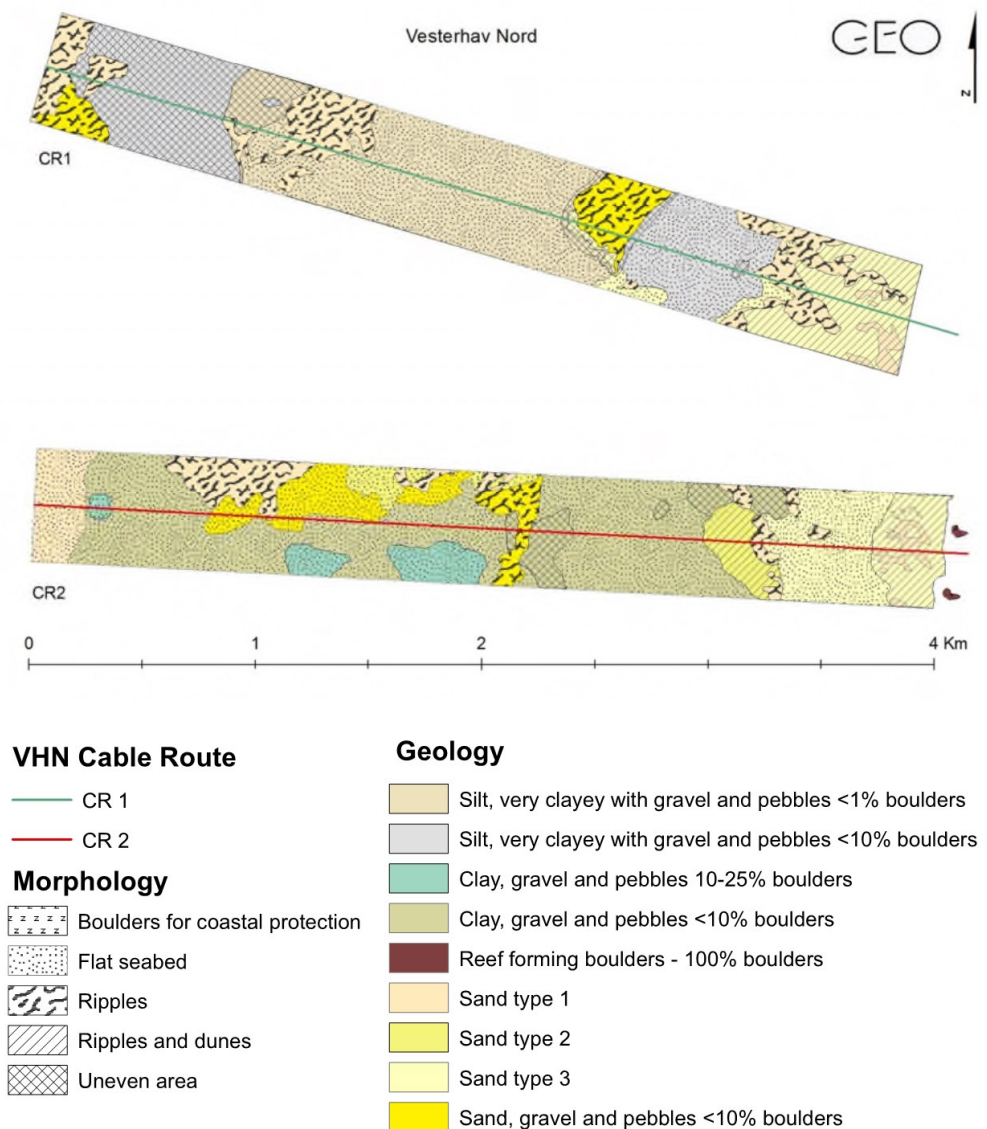 Vesterhav Nord
GEO
N
CR1
CR2
0 1 2 4 Km
VHN Cable Route
CR 1
CR 2
Morphology
Boulders for coastal protection
Flat seabed
Ripples
Ripples and dunes
Uneven area
Geology
Silt, very clayey with gravel and pebbles <1% boulders
Silt, very clayey with gravel and pebbles <10% boulders
Clay, gravel and pebbles 10-25% boulders
Clay, gravel and pebbles <10% boulders
Reef forming boulders - 100% boulders
Sand type 1
Sand type 2
Sand type 3
Sand, gravel and pebbles <10% boulders